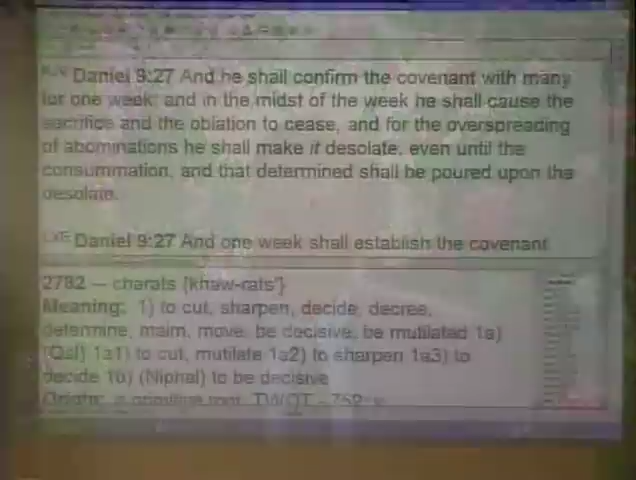 KJV Daniel 9:27 And he shall confirm the covenant with many
for one week: and in the midst of the week he shall cause the
sacrifice and the oblation to cease, and for the overspreading
of abominations he shall make it desolate, even until the
consummation, and that determined shall be poured upon the
desolate.
LXE Daniel 9:27 And one week shall establish the covenant
2782 — charats {khaw-rats'}
Meaning: 1) to cut, sharpen, decide, decree,
determine, maim, move, be decisive, be mutilated 1a)
(Qal) 1a1) to cut, mutilate 1a2) to sharpen 1a3) to
decide 1b) (Niphal) to be decisive
Origin: a primitive root; TWOT - 752; v